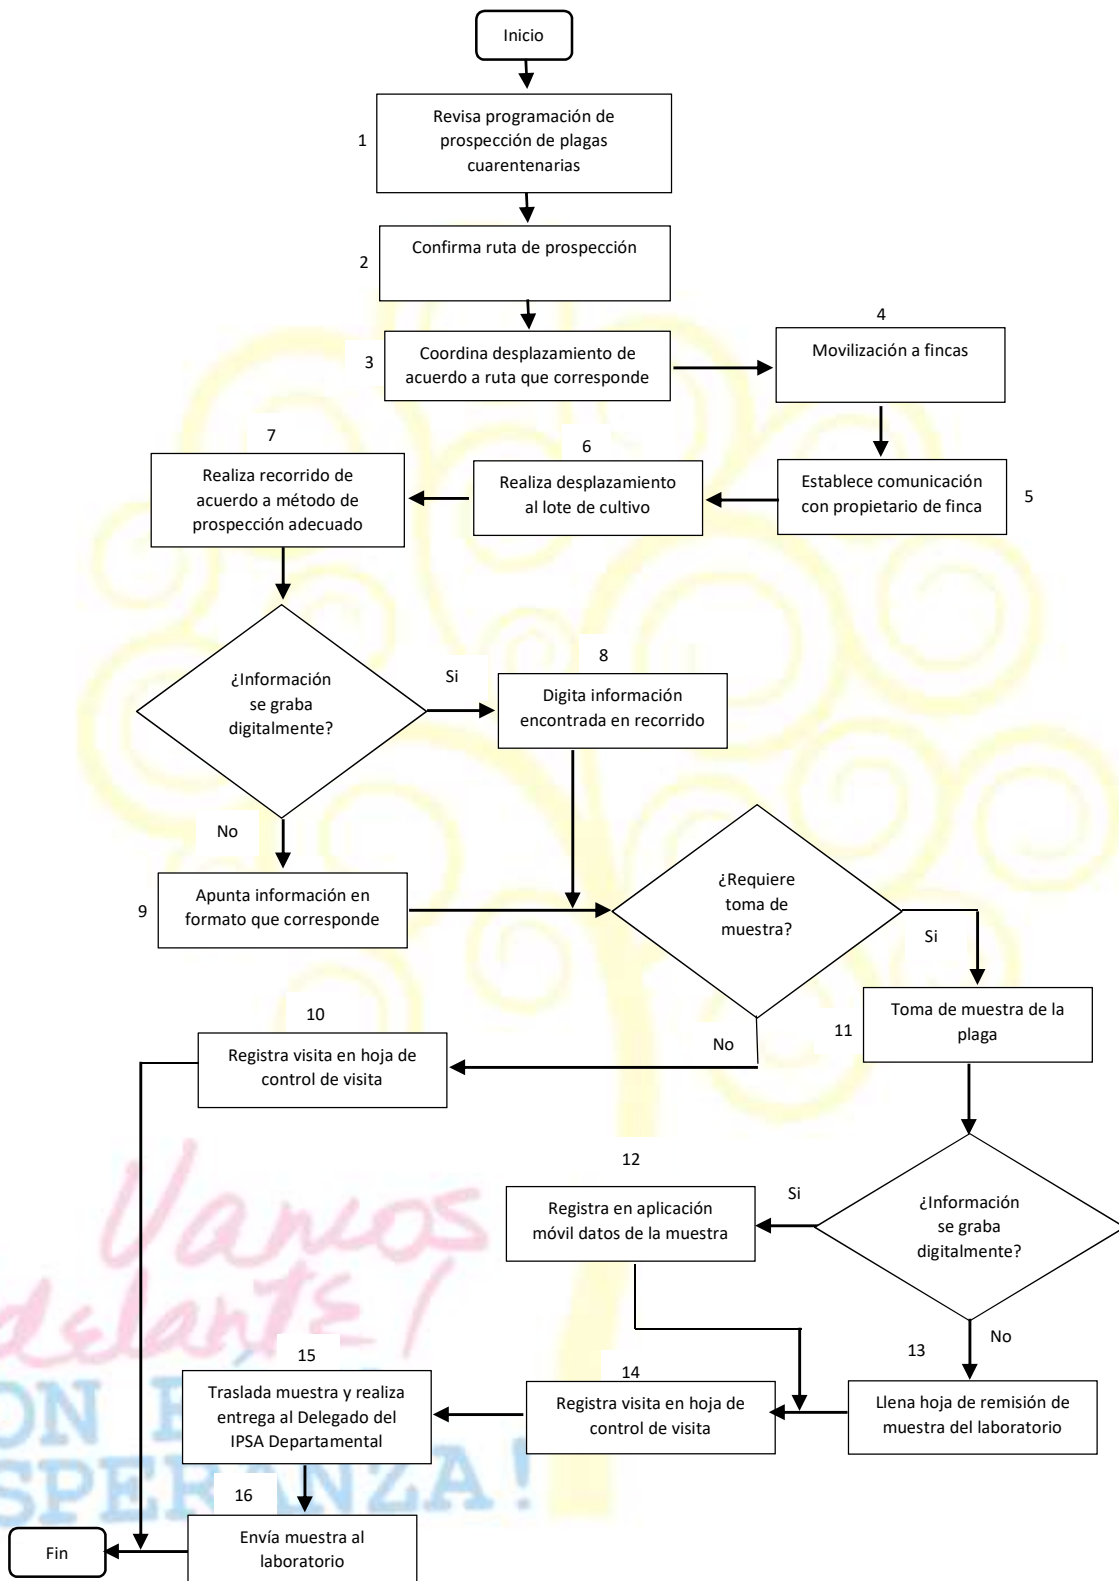 Inicio
Revisa programación de
prospección de plagas
cuarentenarias
1
Confirma ruta de prospección
2
4
Coordina desplazamiento de
acuerdo a ruta que corresponde
3
Movilización a fincas
7
6
Realiza recorrido de
acuerdo a método de
prospección adecuado
Realiza desplazamiento
al lote de cultivo
Establece comunicación
con propietario de finca
5
¿Información
se graba
digitalmente?
Si
8
Digita información
encontrada en recorrido
No
9
Apunta información en
formato que corresponde
¿Requiere
toma de
muestra?
Si
No
10
Registra visita en hoja de
control de visita
11
Toma de muestra de la
plaga
12
Registra en aplicación
móvil datos de la muestra
Si
¿Información
se graba
digitalmente?
No
13
Llena hoja de remisión de
muestra del laboratorio
14
Registra visita en hoja de
control de visita
15
Traslada muestra y realiza
entrega al Delegado del
IPSA Departamental
16
Envía muestra al
laboratorio
Fin
Vamos
delante!
SPERANZA!